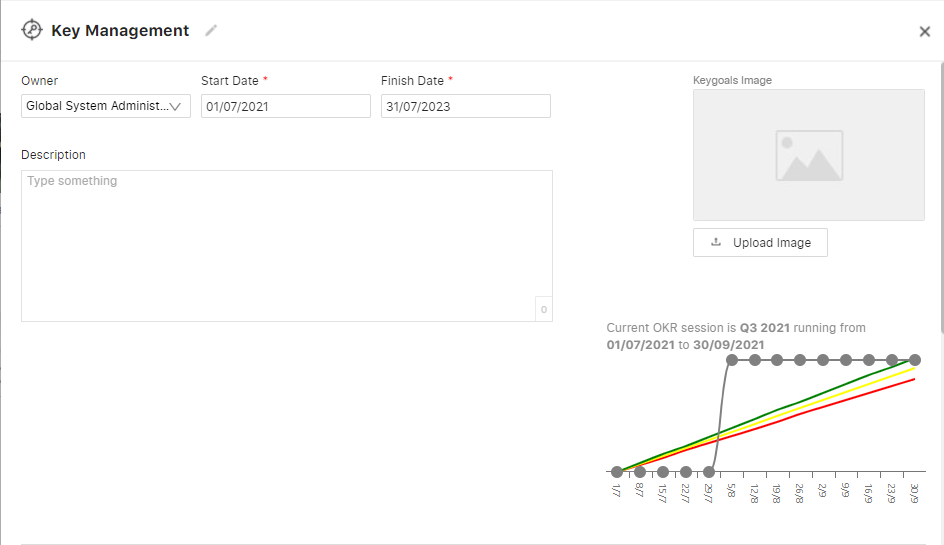 Key Management
Owner
Start Date *
Finish Date *
Global System Administ...
01/07/2021
31/07/2023
Keygoals Image
Description
Type something
0
Upload Image
Current OKR session is Q3 2021 running from
01/07/2021 to 30/09/2021
1/7
8/7
15/7
22/7
29/7
5/8
12/8
19/8
26/8
2/9
9/9
16/9
23/9
30/9